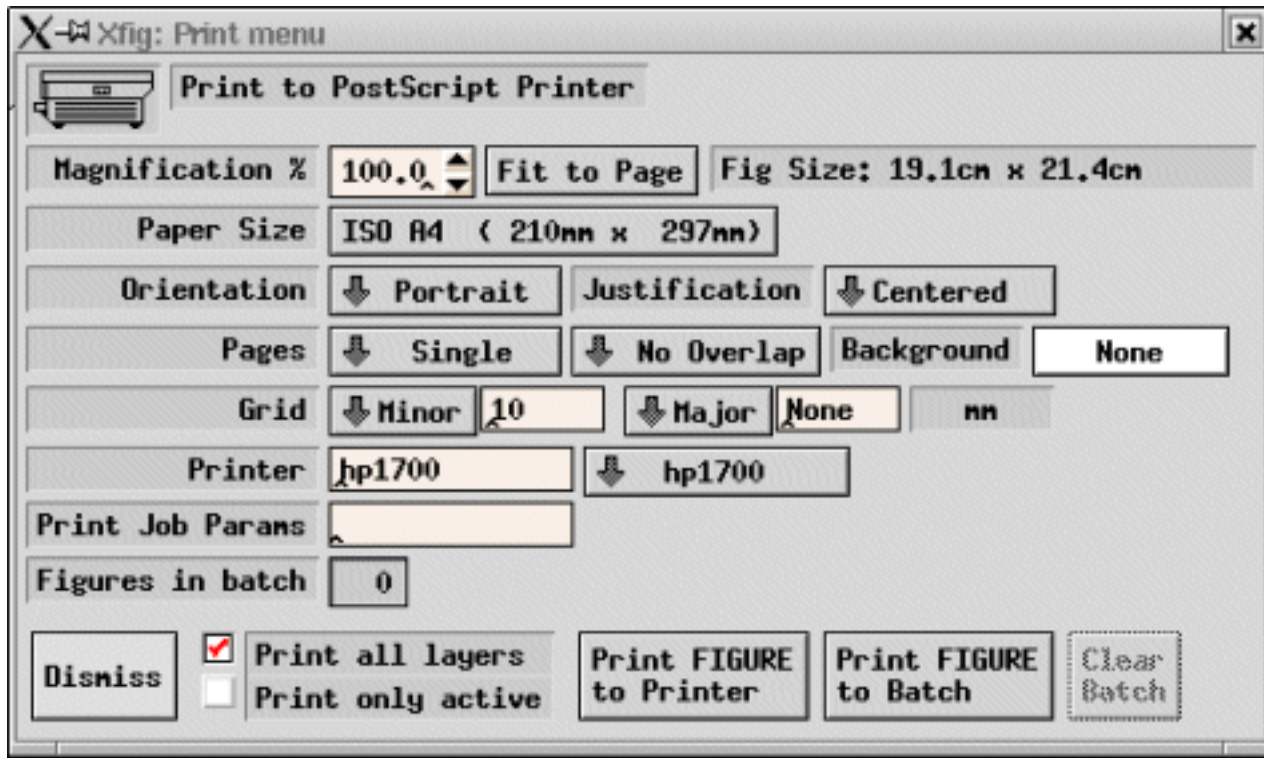 Xfig: Print menu
Print to PostScript Printer
Magnification % 100.0 Fit to Page Fig Size: 19.1cm x 21.4cm
Paper Size ISO A4 ( 210mm x 297mm)
Orientation Portrait Justification Centered
Pages Single No Overlap Background None
Grid Minor 10 Major None mm
Printer hp1700 hp1700
Print Job Params
Figures in batch 0
Dismiss
Print all layers
Print only active
Print FIGURE
to Printer
Print FIGURE
to Batch
Clear
Batch